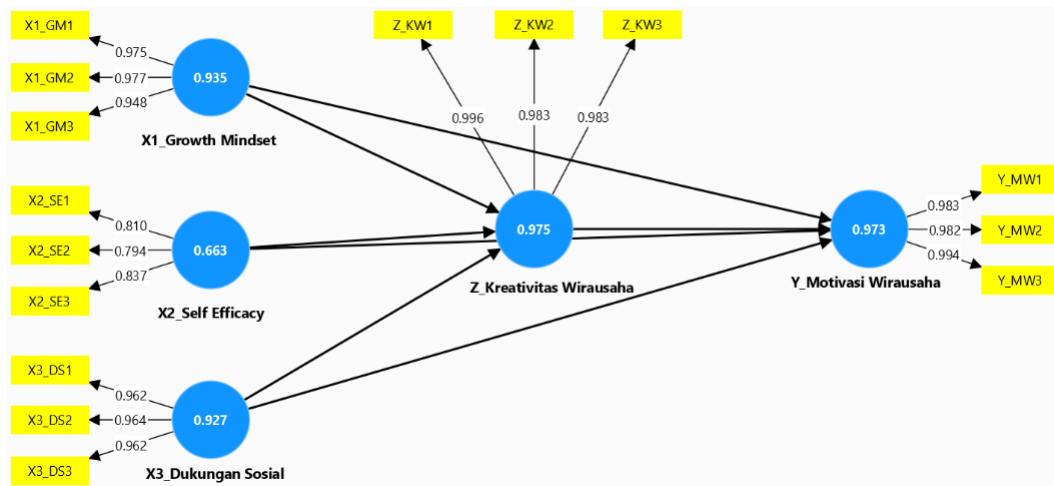 X1_GM1
X1_GM2
X1_GM3
0.975
0.977
0.948
0.935
X1_Growth Mindset
X2_SE1
X2_SE2
X2_SE3
0.810
0.794
0.837
0.663
X2_Self Efficacy
X3_DS1
X3_DS2
X3_DS3
0.962
0.964
0.962
0.927
X3_Dukungan Sosial
Z_KW1
Z_KW2
Z_KW3
0.996
0.983
0.983
0.975
Z_Kreativitas Wirausaha
0.973
Y_Motivasi Wirausaha
0.983
0.982
0.994
Y_MW1
Y_MW2
Y_MW3